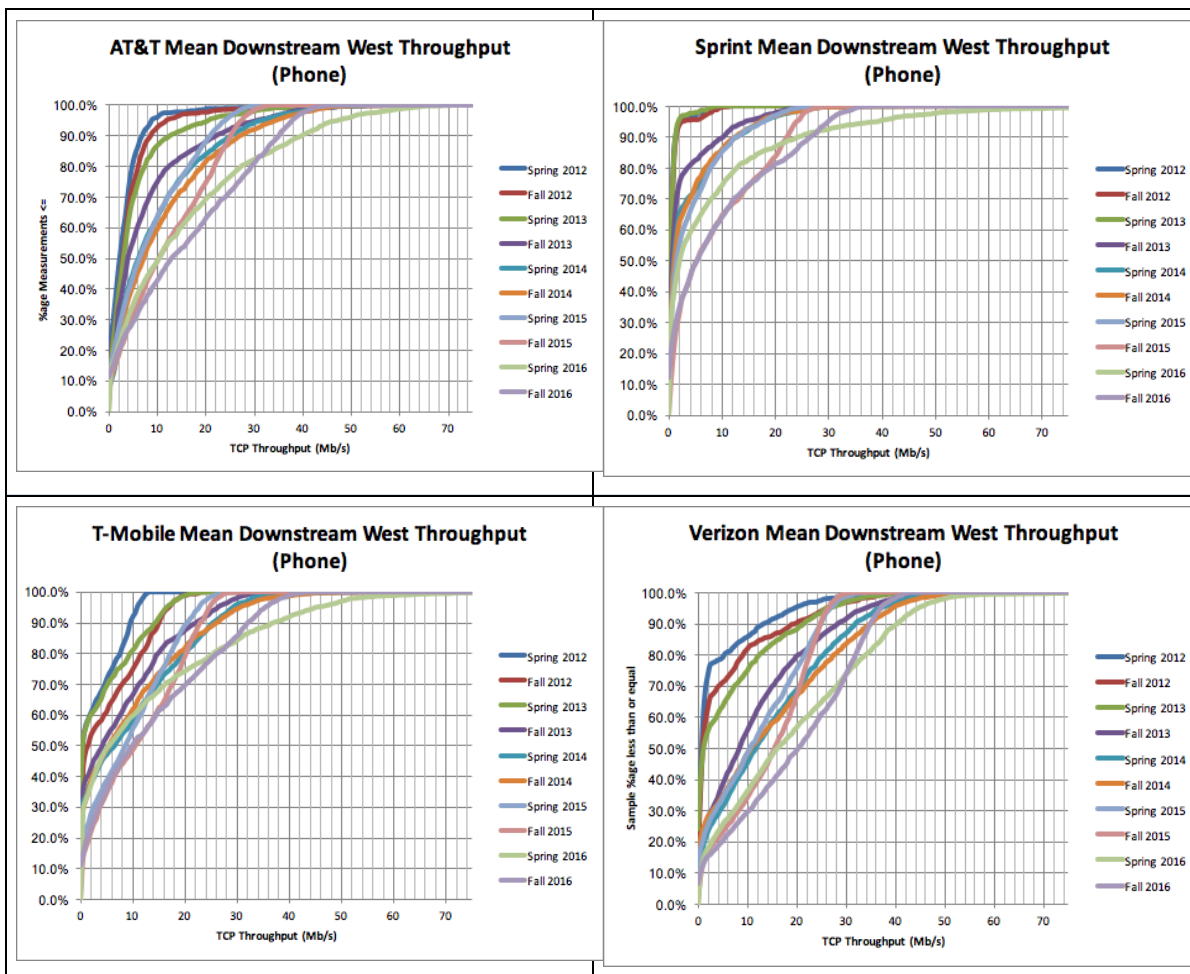 AT&T Mean Downstream West Throughput
(Phone)
100.0%
90.0%
80.0%
70.0%
60.0%
50.0%
40.0%
30.0%
20.0%
10.0%
0.0%
%age Measurements <=
0 10 20 30 40 50 60 70
TCP Throughput (Mb/s)
Spring 2012
Fall 2012
Spring 2013
Fall 2013
Spring 2014
Fall 2014
Spring 2015
Fall 2015
Spring 2016
Fall 2016
Sprint Mean Downstream West Throughput
(Phone)
100.0%
90.0%
80.0%
70.0%
60.0%
50.0%
40.0%
30.0%
20.0%
10.0%
0.0%
0 10 20 30 40 50 60 70
TCP Throughput (Mb/s)
Spring 2012
Fall 2012
Spring 2013
Fall 2013
Spring 2014
Fall 2014
Spring 2015
Fall 2015
Spring 2016
Fall 2016
T-Mobile Mean Downstream West Throughput
(Phone)
100.0%
90.0%
80.0%
70.0%
60.0%
50.0%
40.0%
30.0%
20.0%
10.0%
0.0%
0 10 20 30 40 50 60 70
TCP Throughput (Mb/s)
Spring 2012
Fall 2012
Spring 2013
Fall 2013
Spring 2014
Fall 2014
Spring 2015
Fall 2015
Spring 2016
Fall 2016
Verizon Mean Downstream West Throughput
(Phone)
100.0%
90.0%
80.0%
70.0%
60.0%
50.0%
40.0%
30.0%
20.0%
10.0%
0.0%
Sample %age less than or equal
0 10 20 30 40 50 60 70
TCP Throughput (Mb/s)
Spring 2012
Fall 2012
Spring 2013
Fall 2013
Spring 2014
Fall 2014
Spring 2015
Fall 2015
Spring 2016
Fall 2016